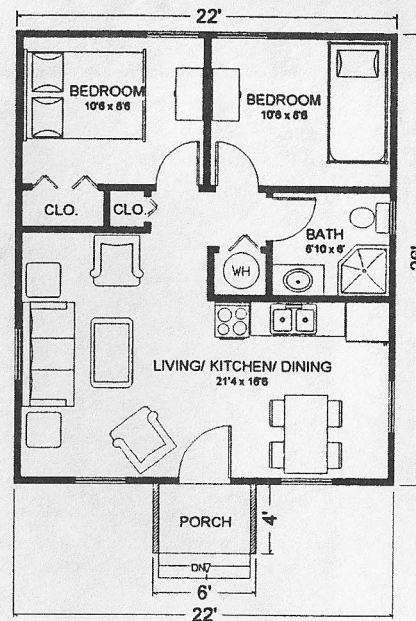 22'
BEDROOM
10'6 x 8'6
BEDROOM
10'6 x 8'6
CLO.
CLO.
BATH
6'10 x 6'
WH
26'
LIVING/ KITCHEN/ DINING
21'4 x 16'6
PORCH
4'
DN
6'
22'